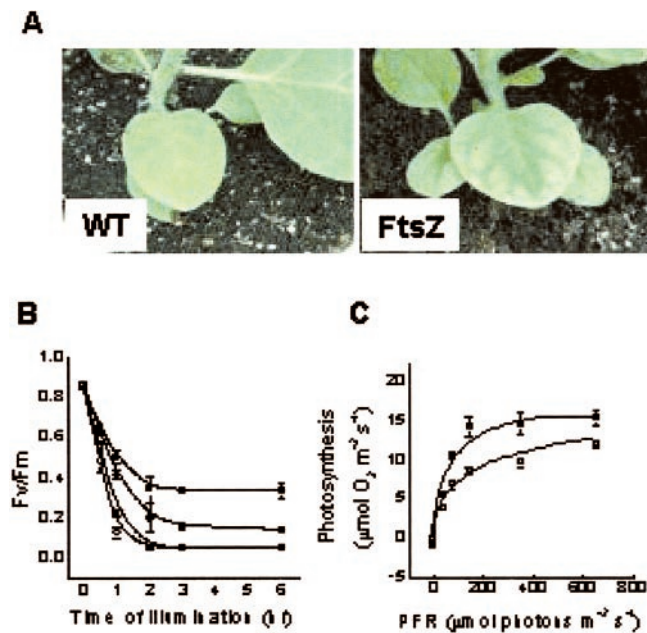 A
WT
FtsZ
B
C
Fv/Fm
1.0
0.8
0.6
0.4
0.2
0.0
0 1 2 3 4 5 6
Time of illumination (hr)
Photosynthesis
(μmol O₂ m⁻² s⁻¹)
20
15
10
5
0
-5
0 200 400 600 800
PFR (μmol photons m⁻² s⁻¹)